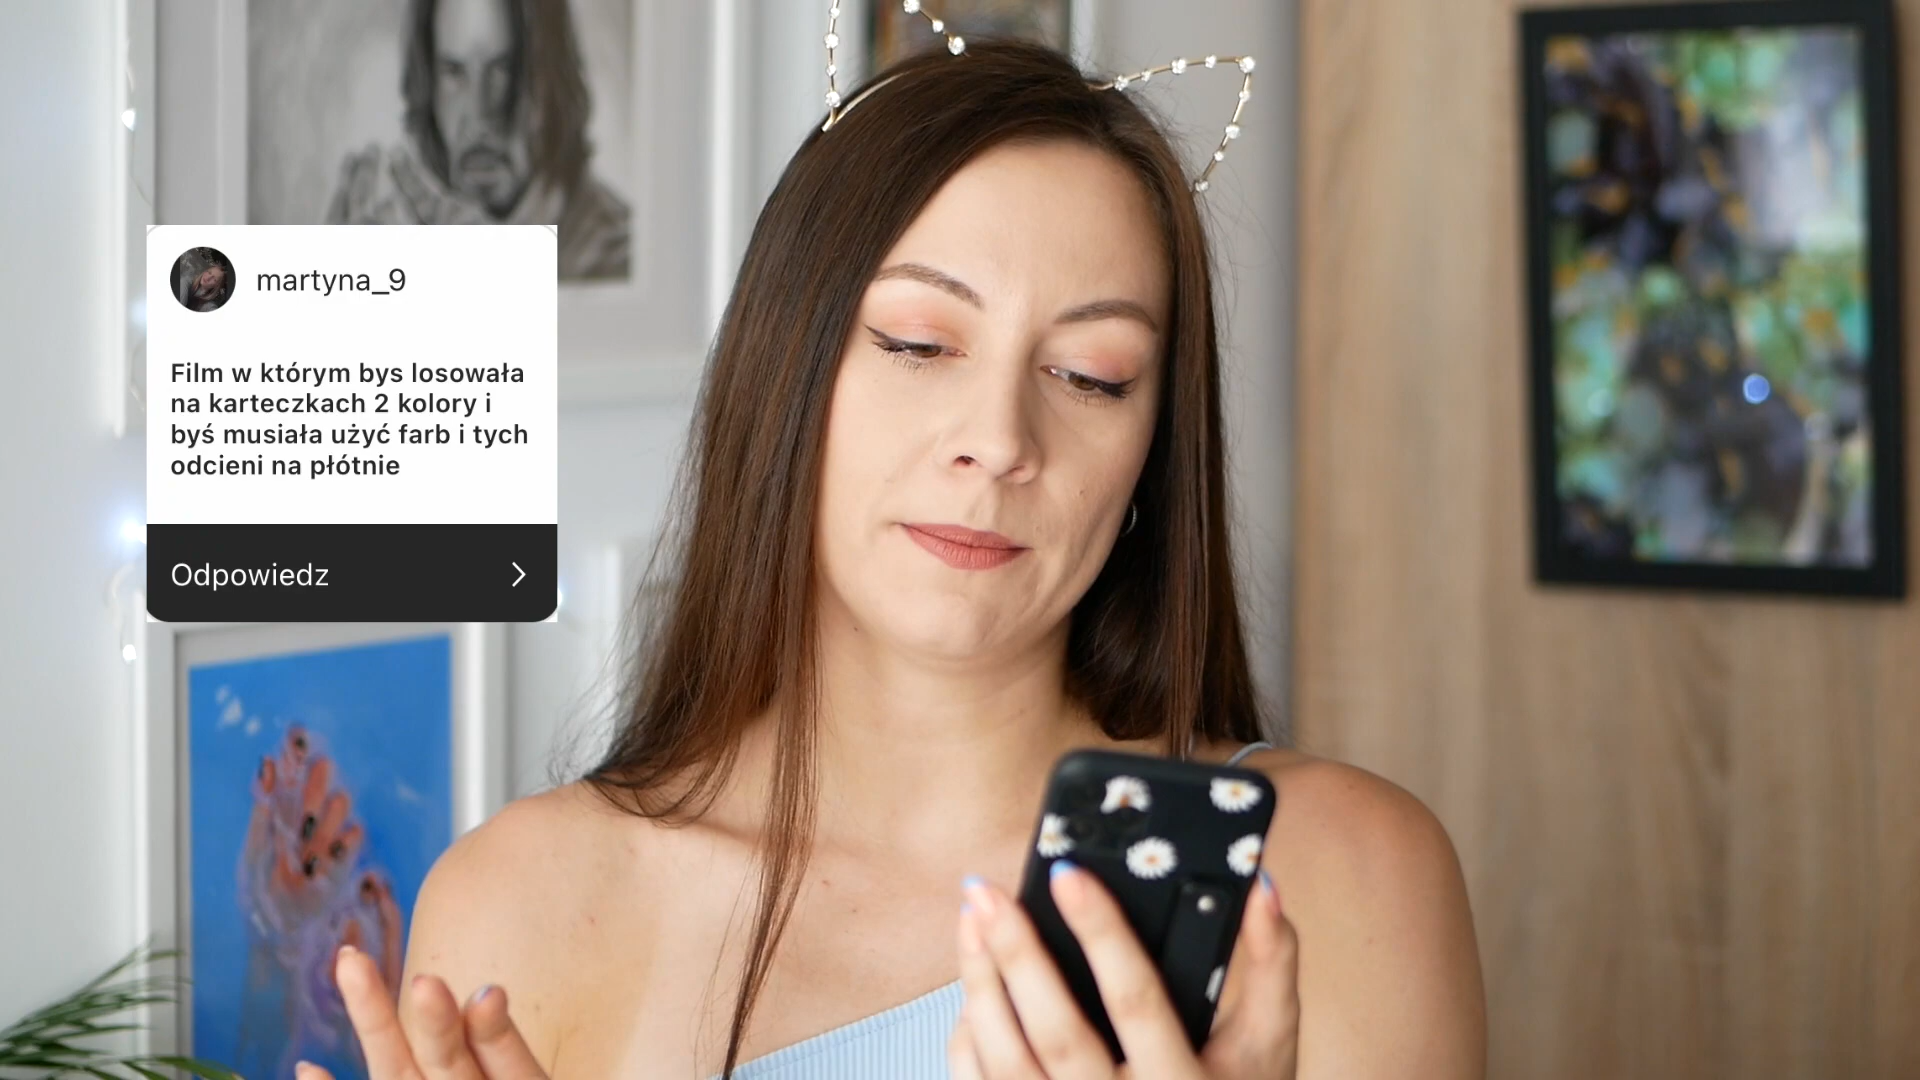 martyna_9
Film w którym bys losowała
na karteczkach 2 kolory i
byś musiała użyć farb i tych
odcieni na płótnie
Odpowiedz